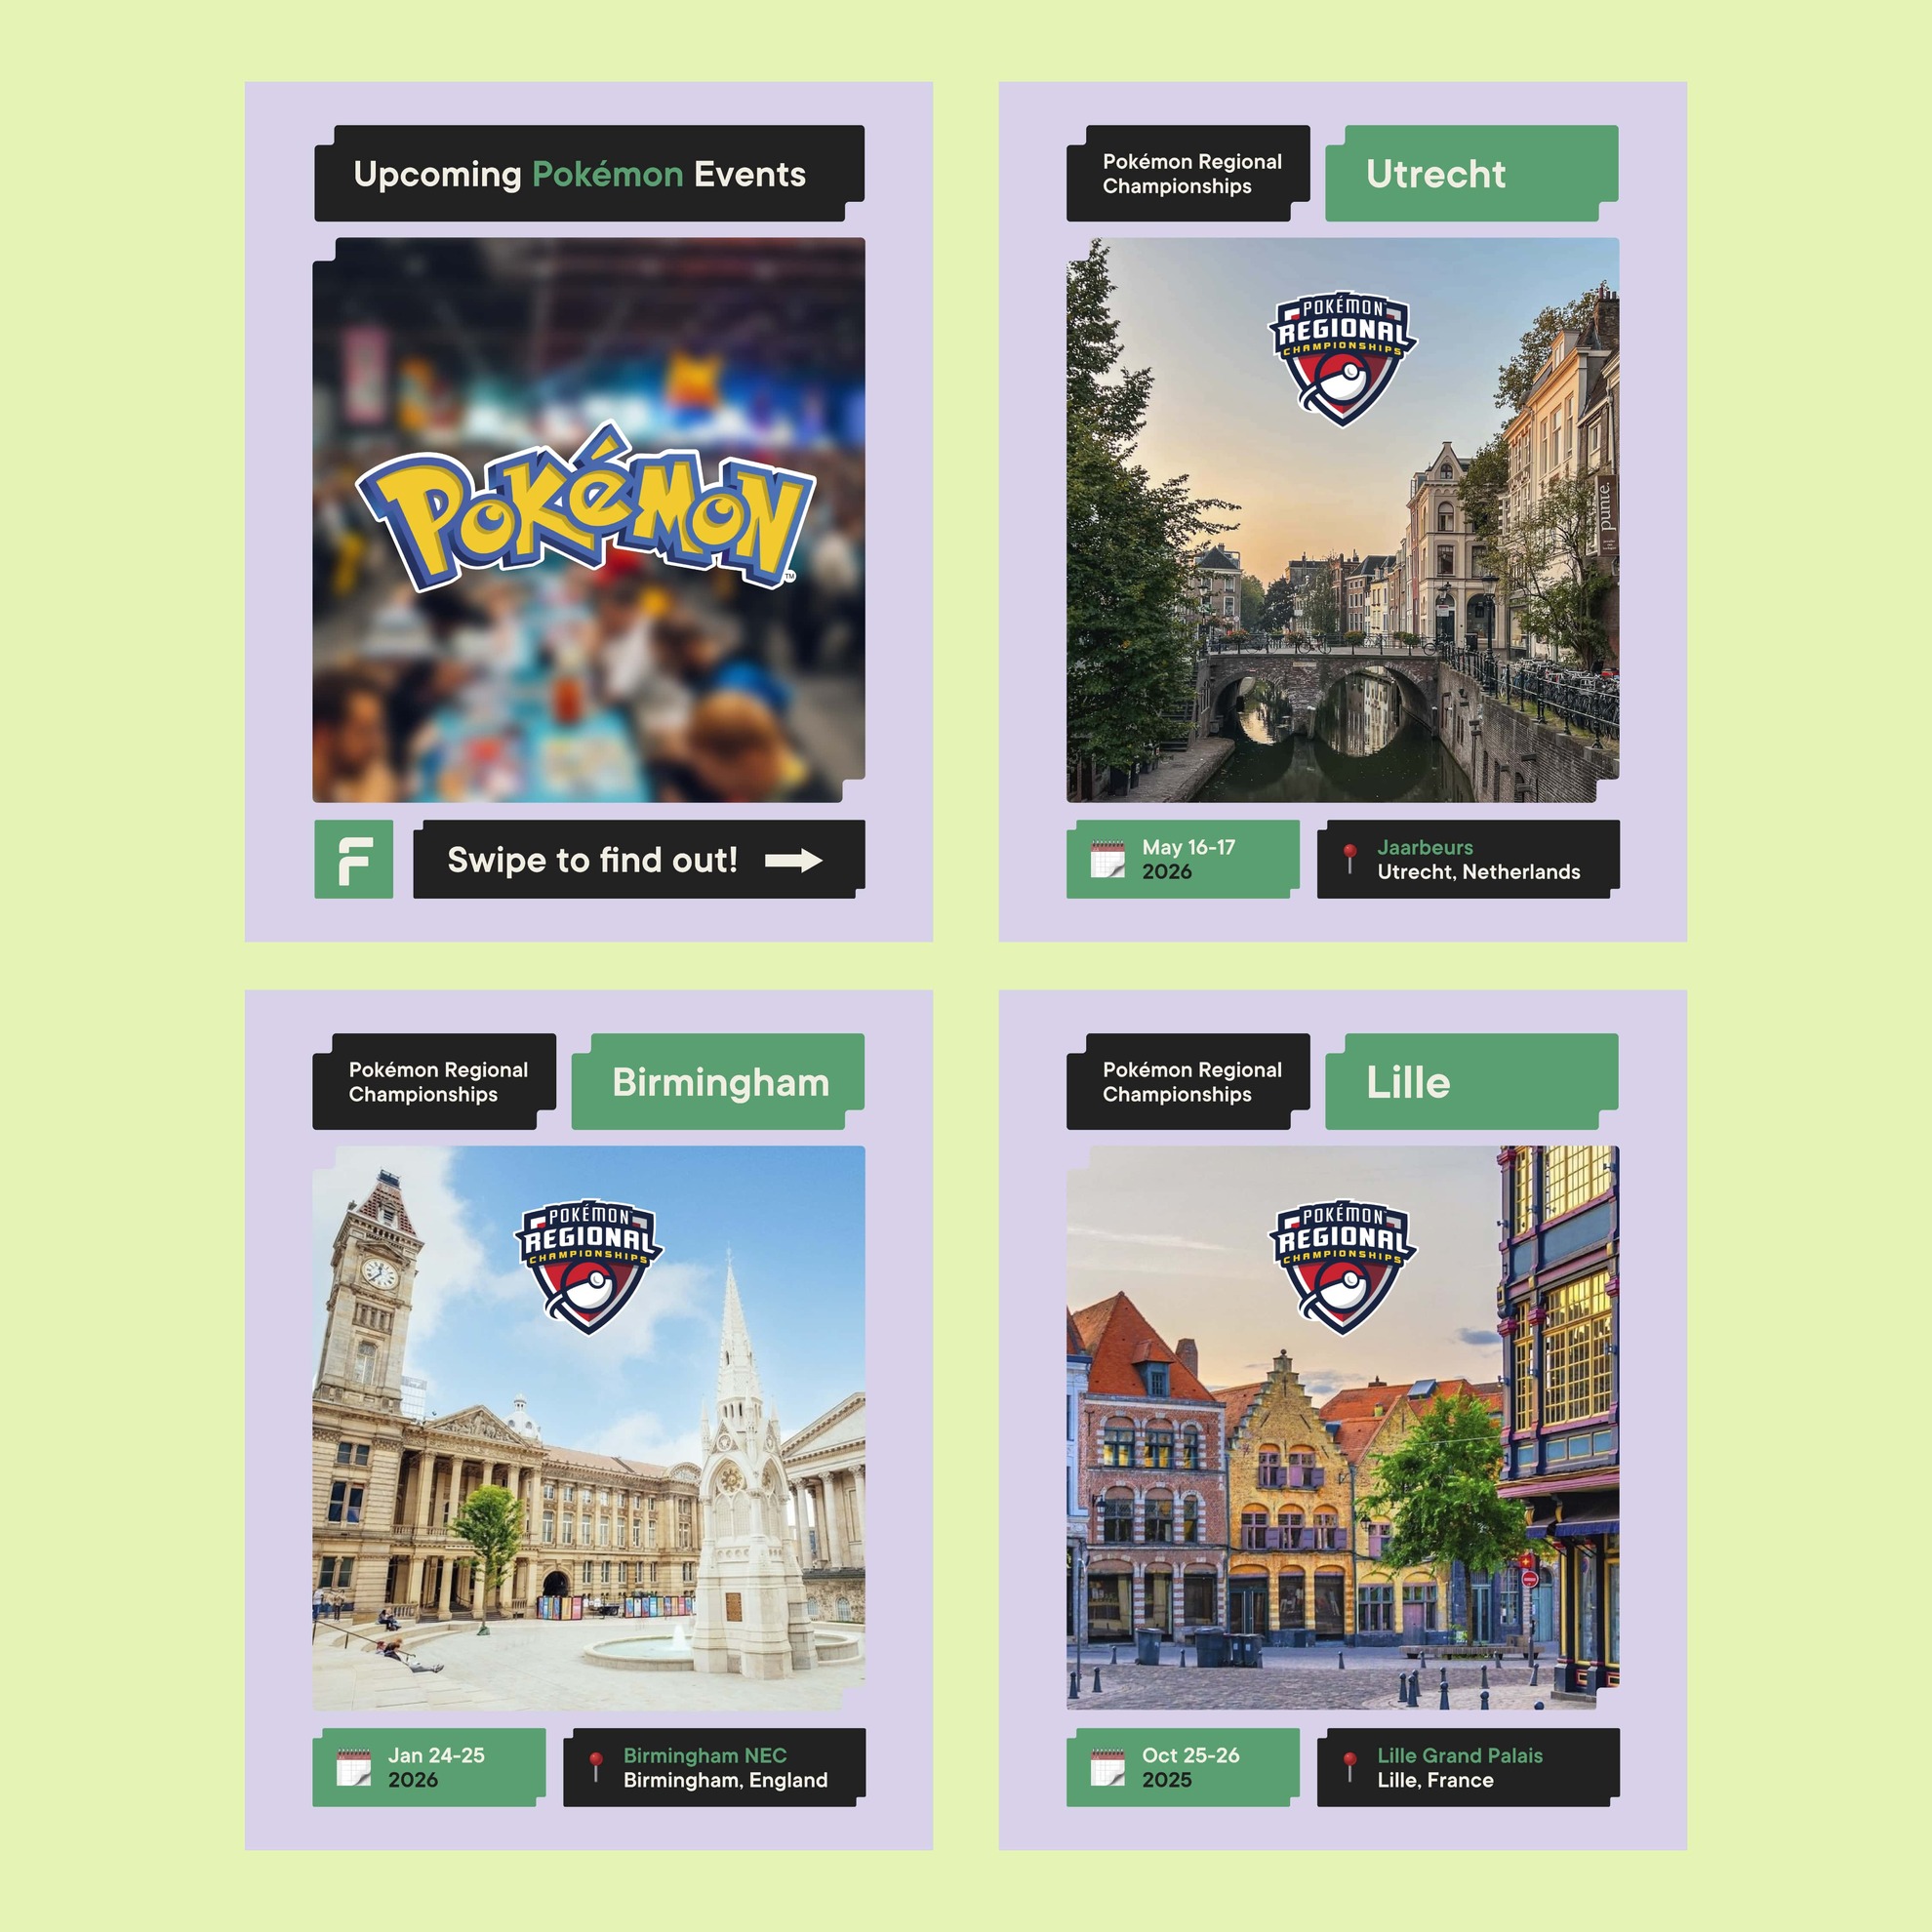 Upcoming Pokémon Events
POKéMON
TM
F
Swipe to find out!
Pokémon Regional
Championships
Utrecht
POKÉMON
REGIONAL
CHAMPIONSHIPS
punte.
May 16-17
2026
Jaarbeurs
Utrecht, Netherlands
Pokémon Regional
Championships
Birmingham
POKÉMON
REGIONAL
CHAMPIONSHIPS
Jan 24-25
2026
Birmingham NEC
Birmingham, England
Pokémon Regional
Championships
Lille
POKÉMON
REGIONAL
CHAMPIONSHIPS
Oct 25-26
2025
Lille Grand Palais
Lille, France